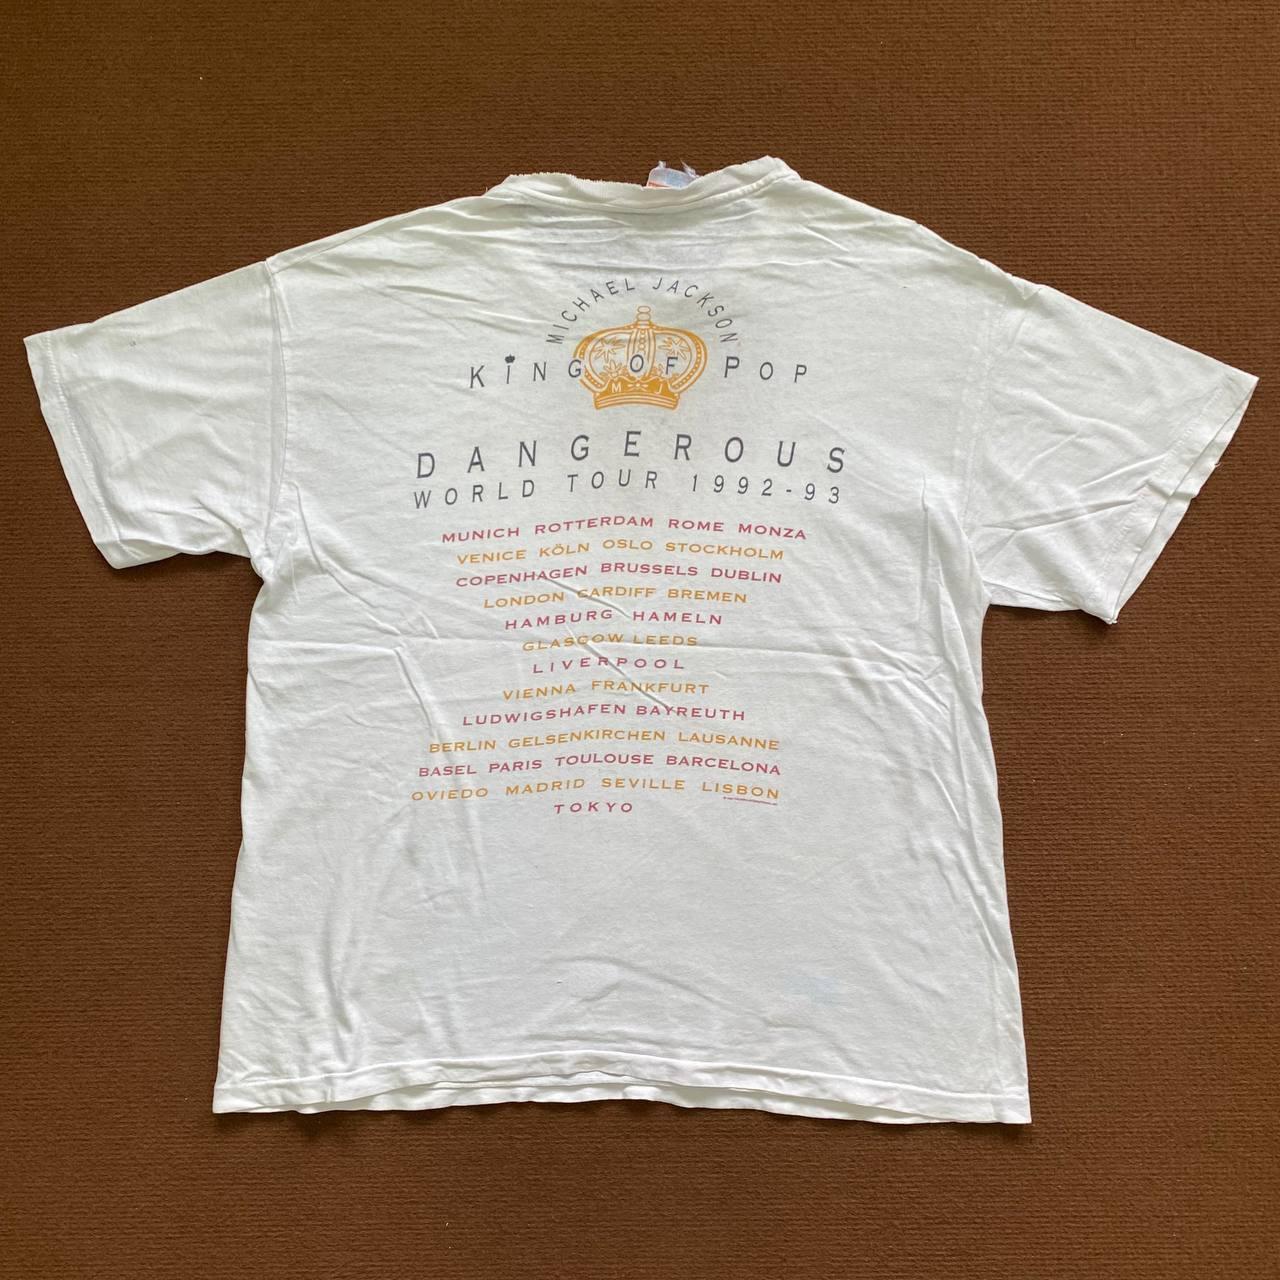 MICHAEL JACKSON
KING OF POP
M J
DANGEROUS
WORLD TOUR 1992-93
MUNICH ROTTERDAM ROME MONZA
VENICE KÖLN OSLO STOCKHOLM
COPENHAGEN BRUSSELS DUBLIN
LONDON CARDIFF BREMEN
HAMBURG HAMELN
GLASGOW LEEDS
LIVERPOOL
VIENNA FRANKFURT
LUDWIGSHAFEN BAYREUTH
BERLIN GELSENKIRCHEN LAUSANNE
BASEL PARIS TOULOUSE BARCELONA
OVIEDO MADRID SEVILLE LISBON
TOKYO